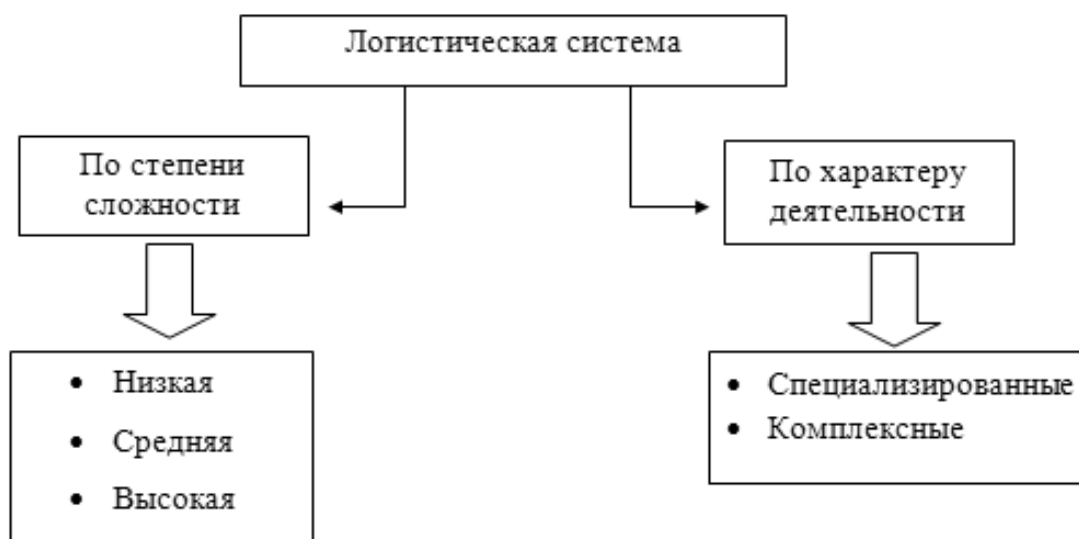 Логистическая система
По степени
сложности
По характеру
деятельности
• Низкая
• Средняя
• Высокая
• Специализированные
• Комплексные